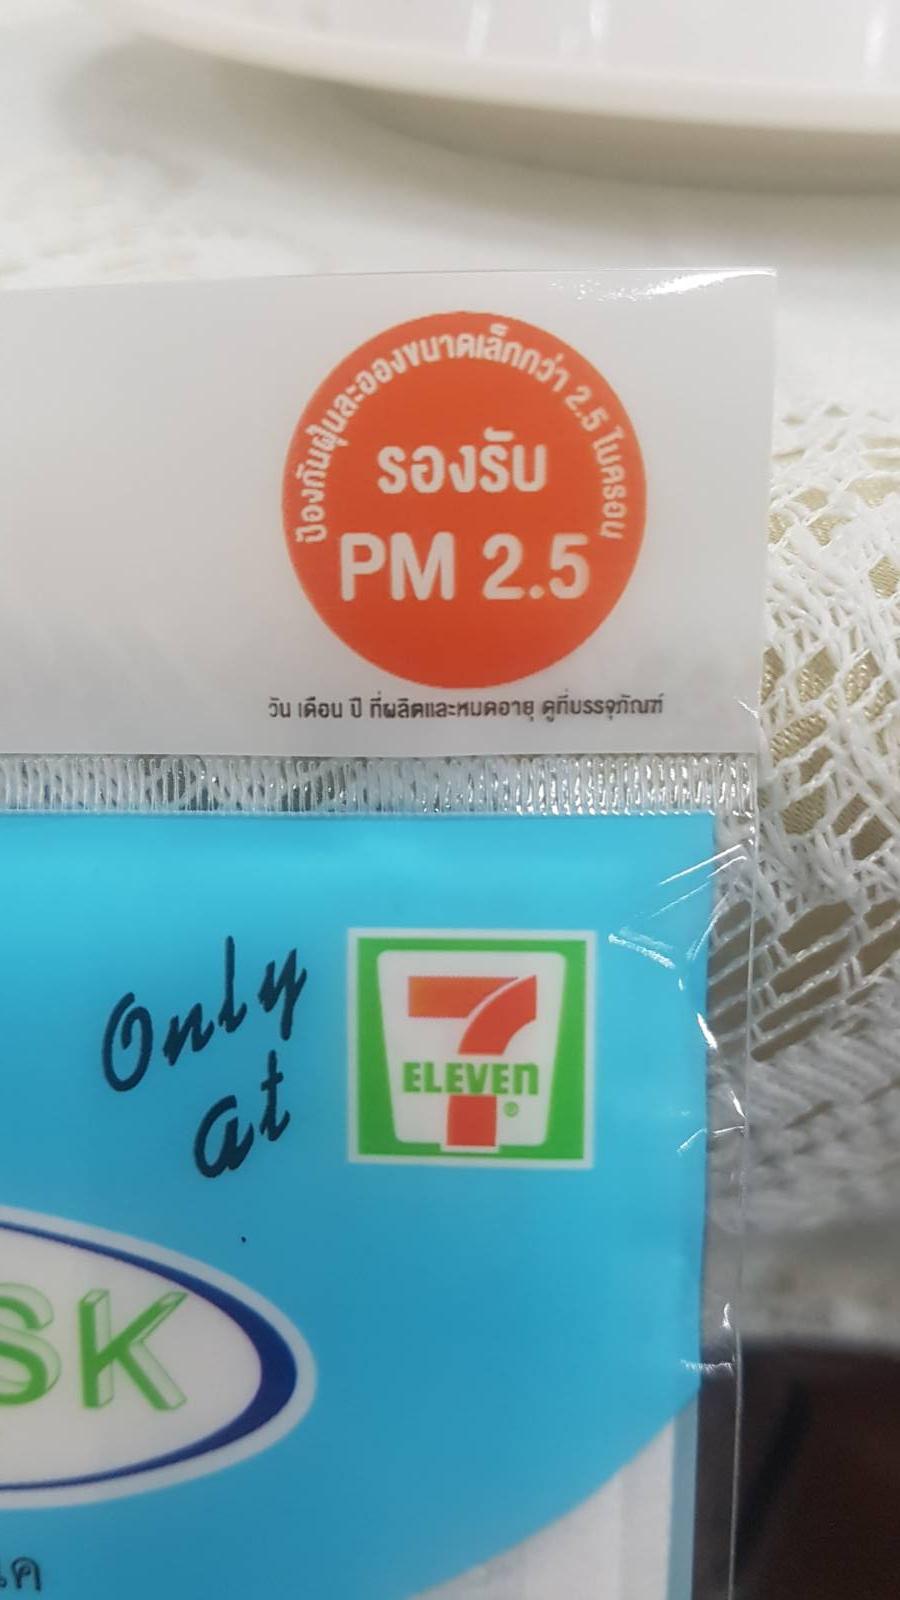 ป้องกันฝุ่นละอองขนาดเล็กกว่า 2.5 ไมครอน
รองรับ
PM 2.5
วัน เดือน ปี ที่ผลิตและหมดอายุ ดูที่บรรจุภัณฑ์
Only
at
7
ELEVEn
®
SK